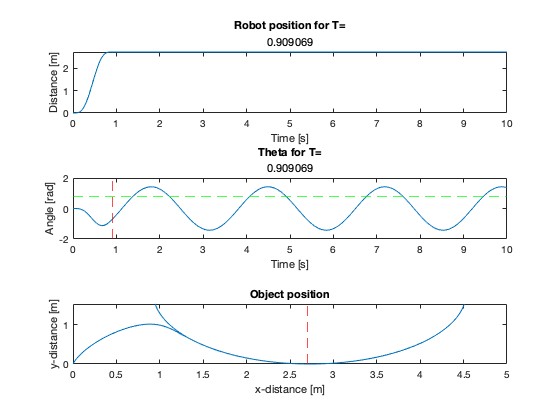 Robot position for T=
0.909069
Distance [m]
2
1
0
0 1 2 3 4 5 6 7 8 9 10
Time [s]
Theta for T=
0.909069
Angle [rad]
2
0
-2
0 1 2 3 4 5 6 7 8 9 10
Time [s]
Object position
y-distance [m]
1
0
0 0.5 1 1.5 2 2.5 3 3.5 4 4.5 5
x-distance [m]